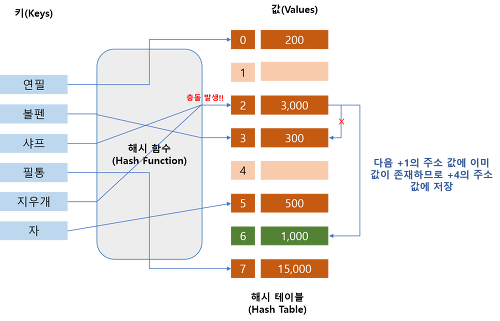 키(Keys)
값(Values)
연필
볼펜
샤프
필통
지우개
자
해시 함수
(Hash Function)
충돌 발생!!
0 200
1
2 3,000
3 300
4
5 500
6 1,000
7 15,000
X
다음 +1의 주소 값에 이미
값이 존재하므로 +4의 주소
값에 저장
해시 테이블
(Hash Table)